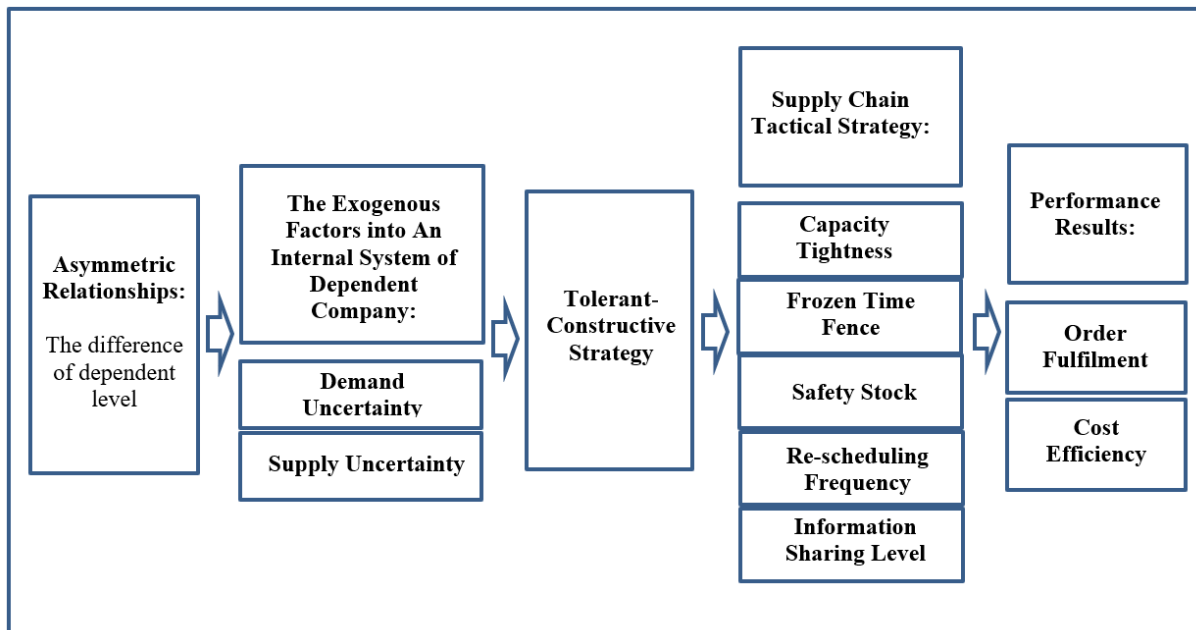 Asymmetric
Relationships:
The difference
of dependent
level
The Exogenous
Factors into An
Internal System of
Dependent
Company:
Demand
Uncertainty
Supply Uncertainty
Tolerant-
Constructive
Strategy
Supply Chain
Tactical Strategy:
Capacity
Tightness
Frozen Time
Fence
Safety Stock
Re-scheduling
Frequency
Information
Sharing Level
Performance
Results:
Order
Fulfilment
Cost
Efficiency